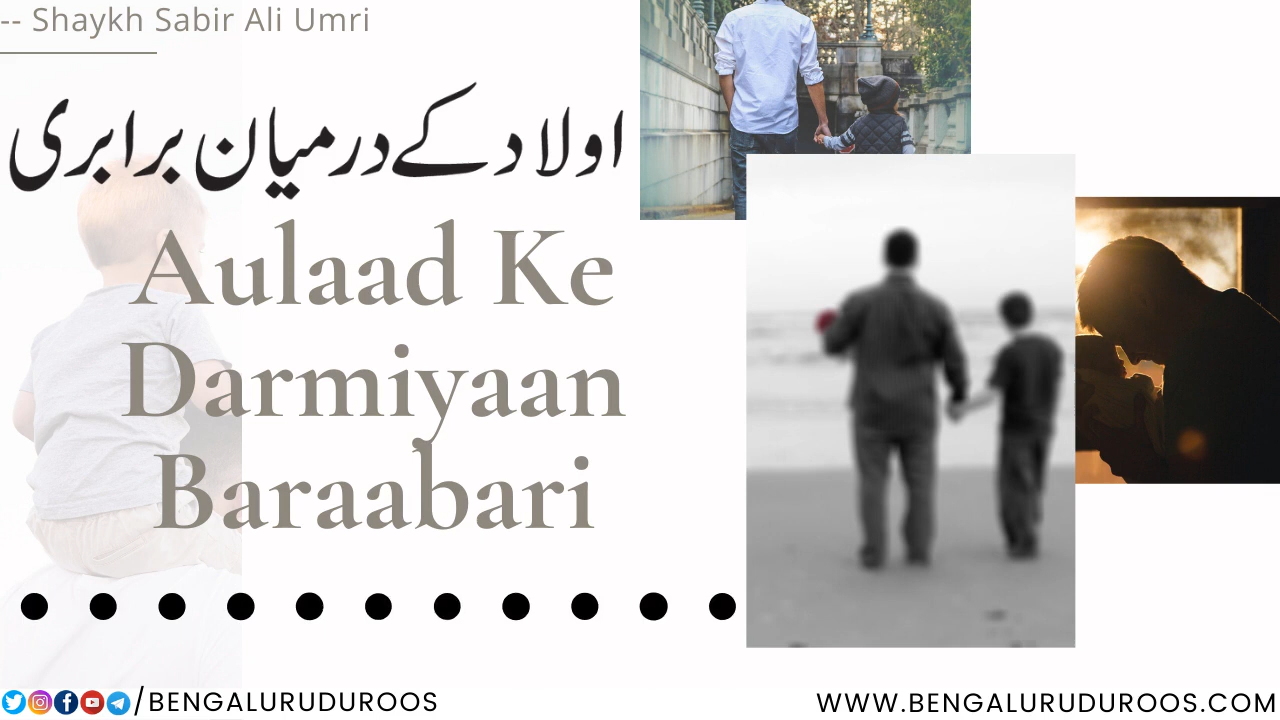 -- Shaykh Sabir Ali Umri
اولاد کے درمیان برابری
Aulaad Ke
Darmiyaan
Baraabari
/BENGALURUDUROOS
WWW.BENGALURUDUROOS.COM